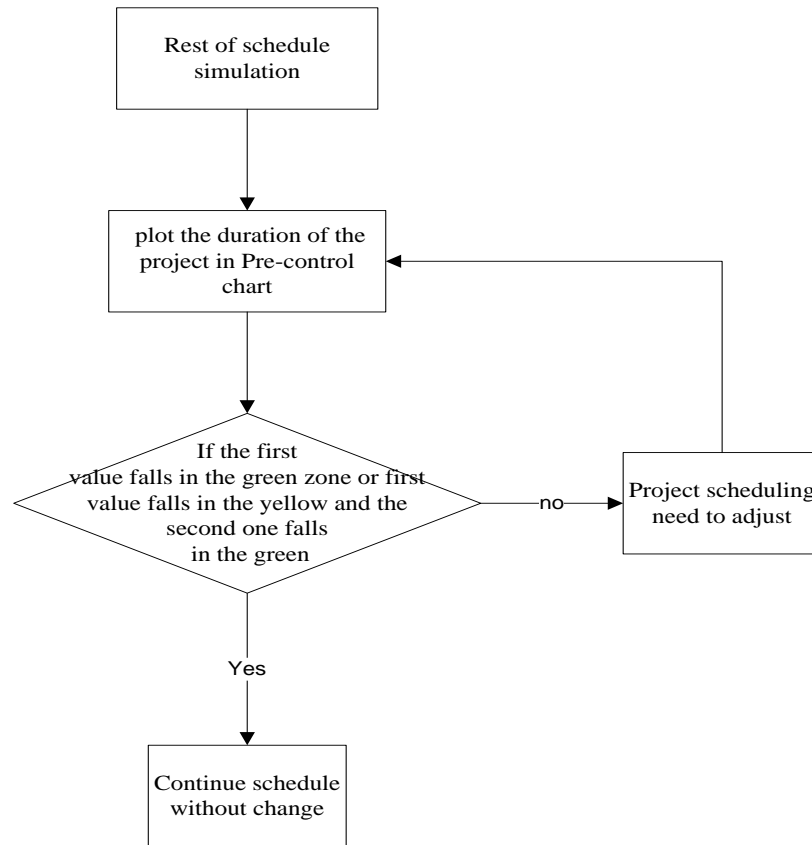 Rest of schedule
simulation
plot the duration of the
project in Pre-control
chart
If the first
value falls in the green zone or first
value falls in the yellow and the
second one falls
in the green
no
Project scheduling
need to adjust
Yes
Continue schedule
without change